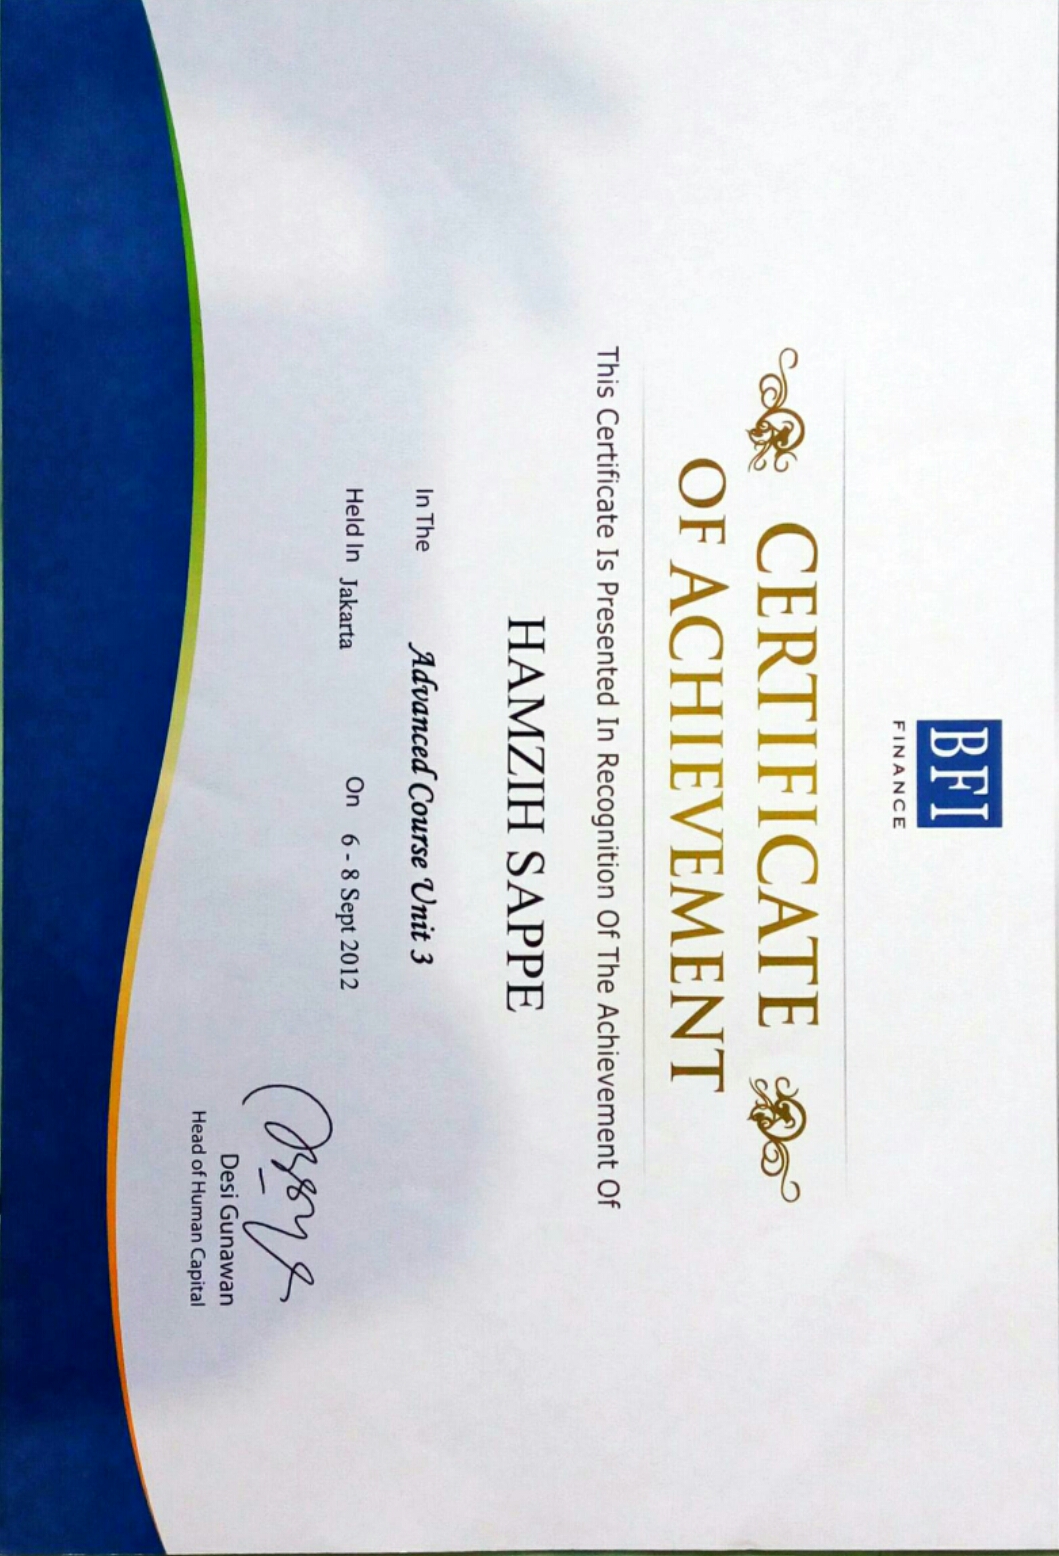 BFI
FINANCE
CERTIFICATE
OF ACHIEVEMENT
This Certificate Is Presented In Recognition Of The Achievement Of
HAMZIH SAPPE
In The Advanced Course Unit 3
Held In Jakarta On 6 - 8 Sept 2012
Desi Gunawan
Head of Human Capital